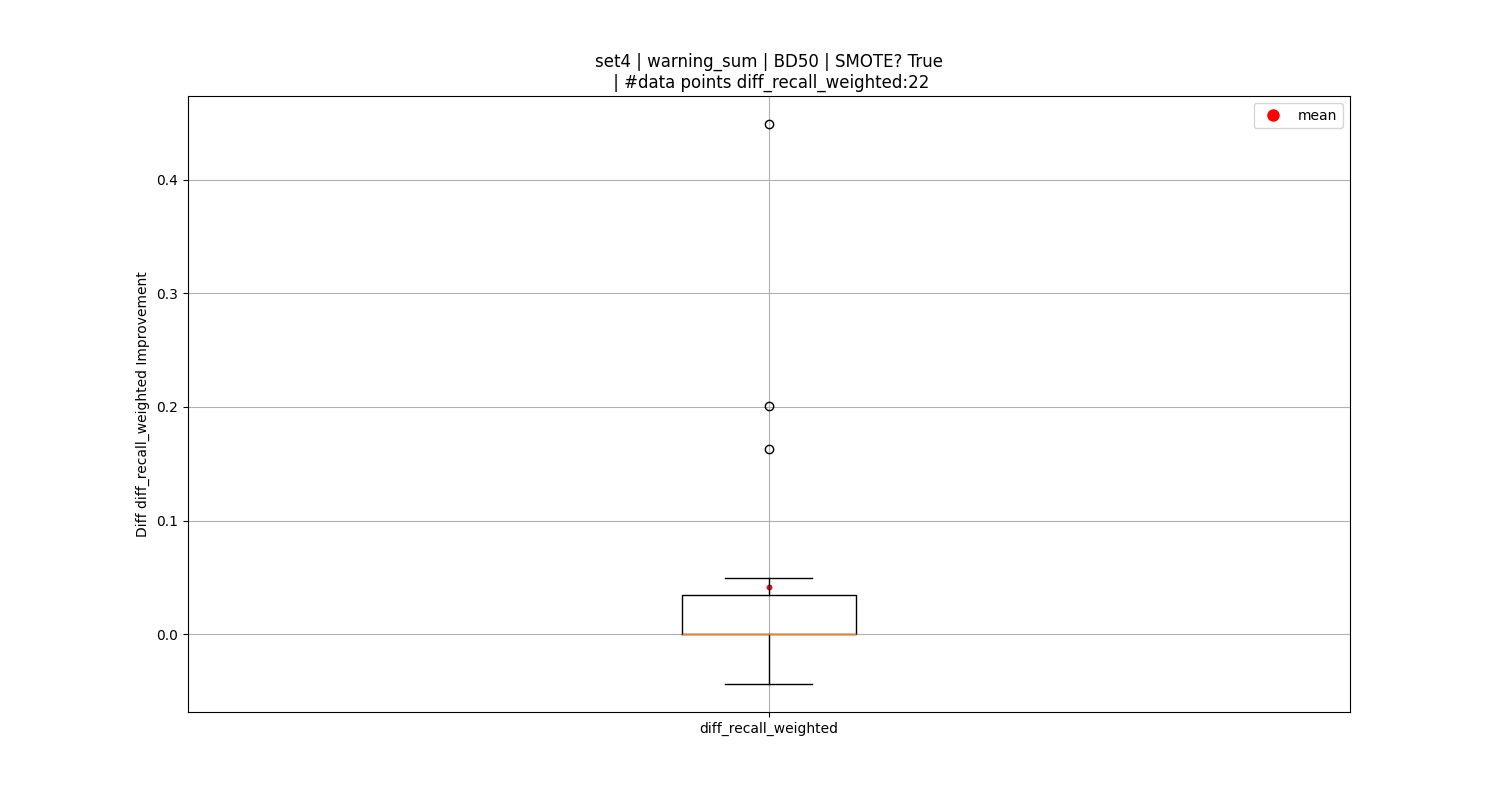 set4 | warning_sum | BD50 | SMOTE? True
| #data points diff_recall_weighted:22
mean
0.4
0.3
0.2
0.1
0.0
Diff diff_recall_weighted Improvement
diff_recall_weighted